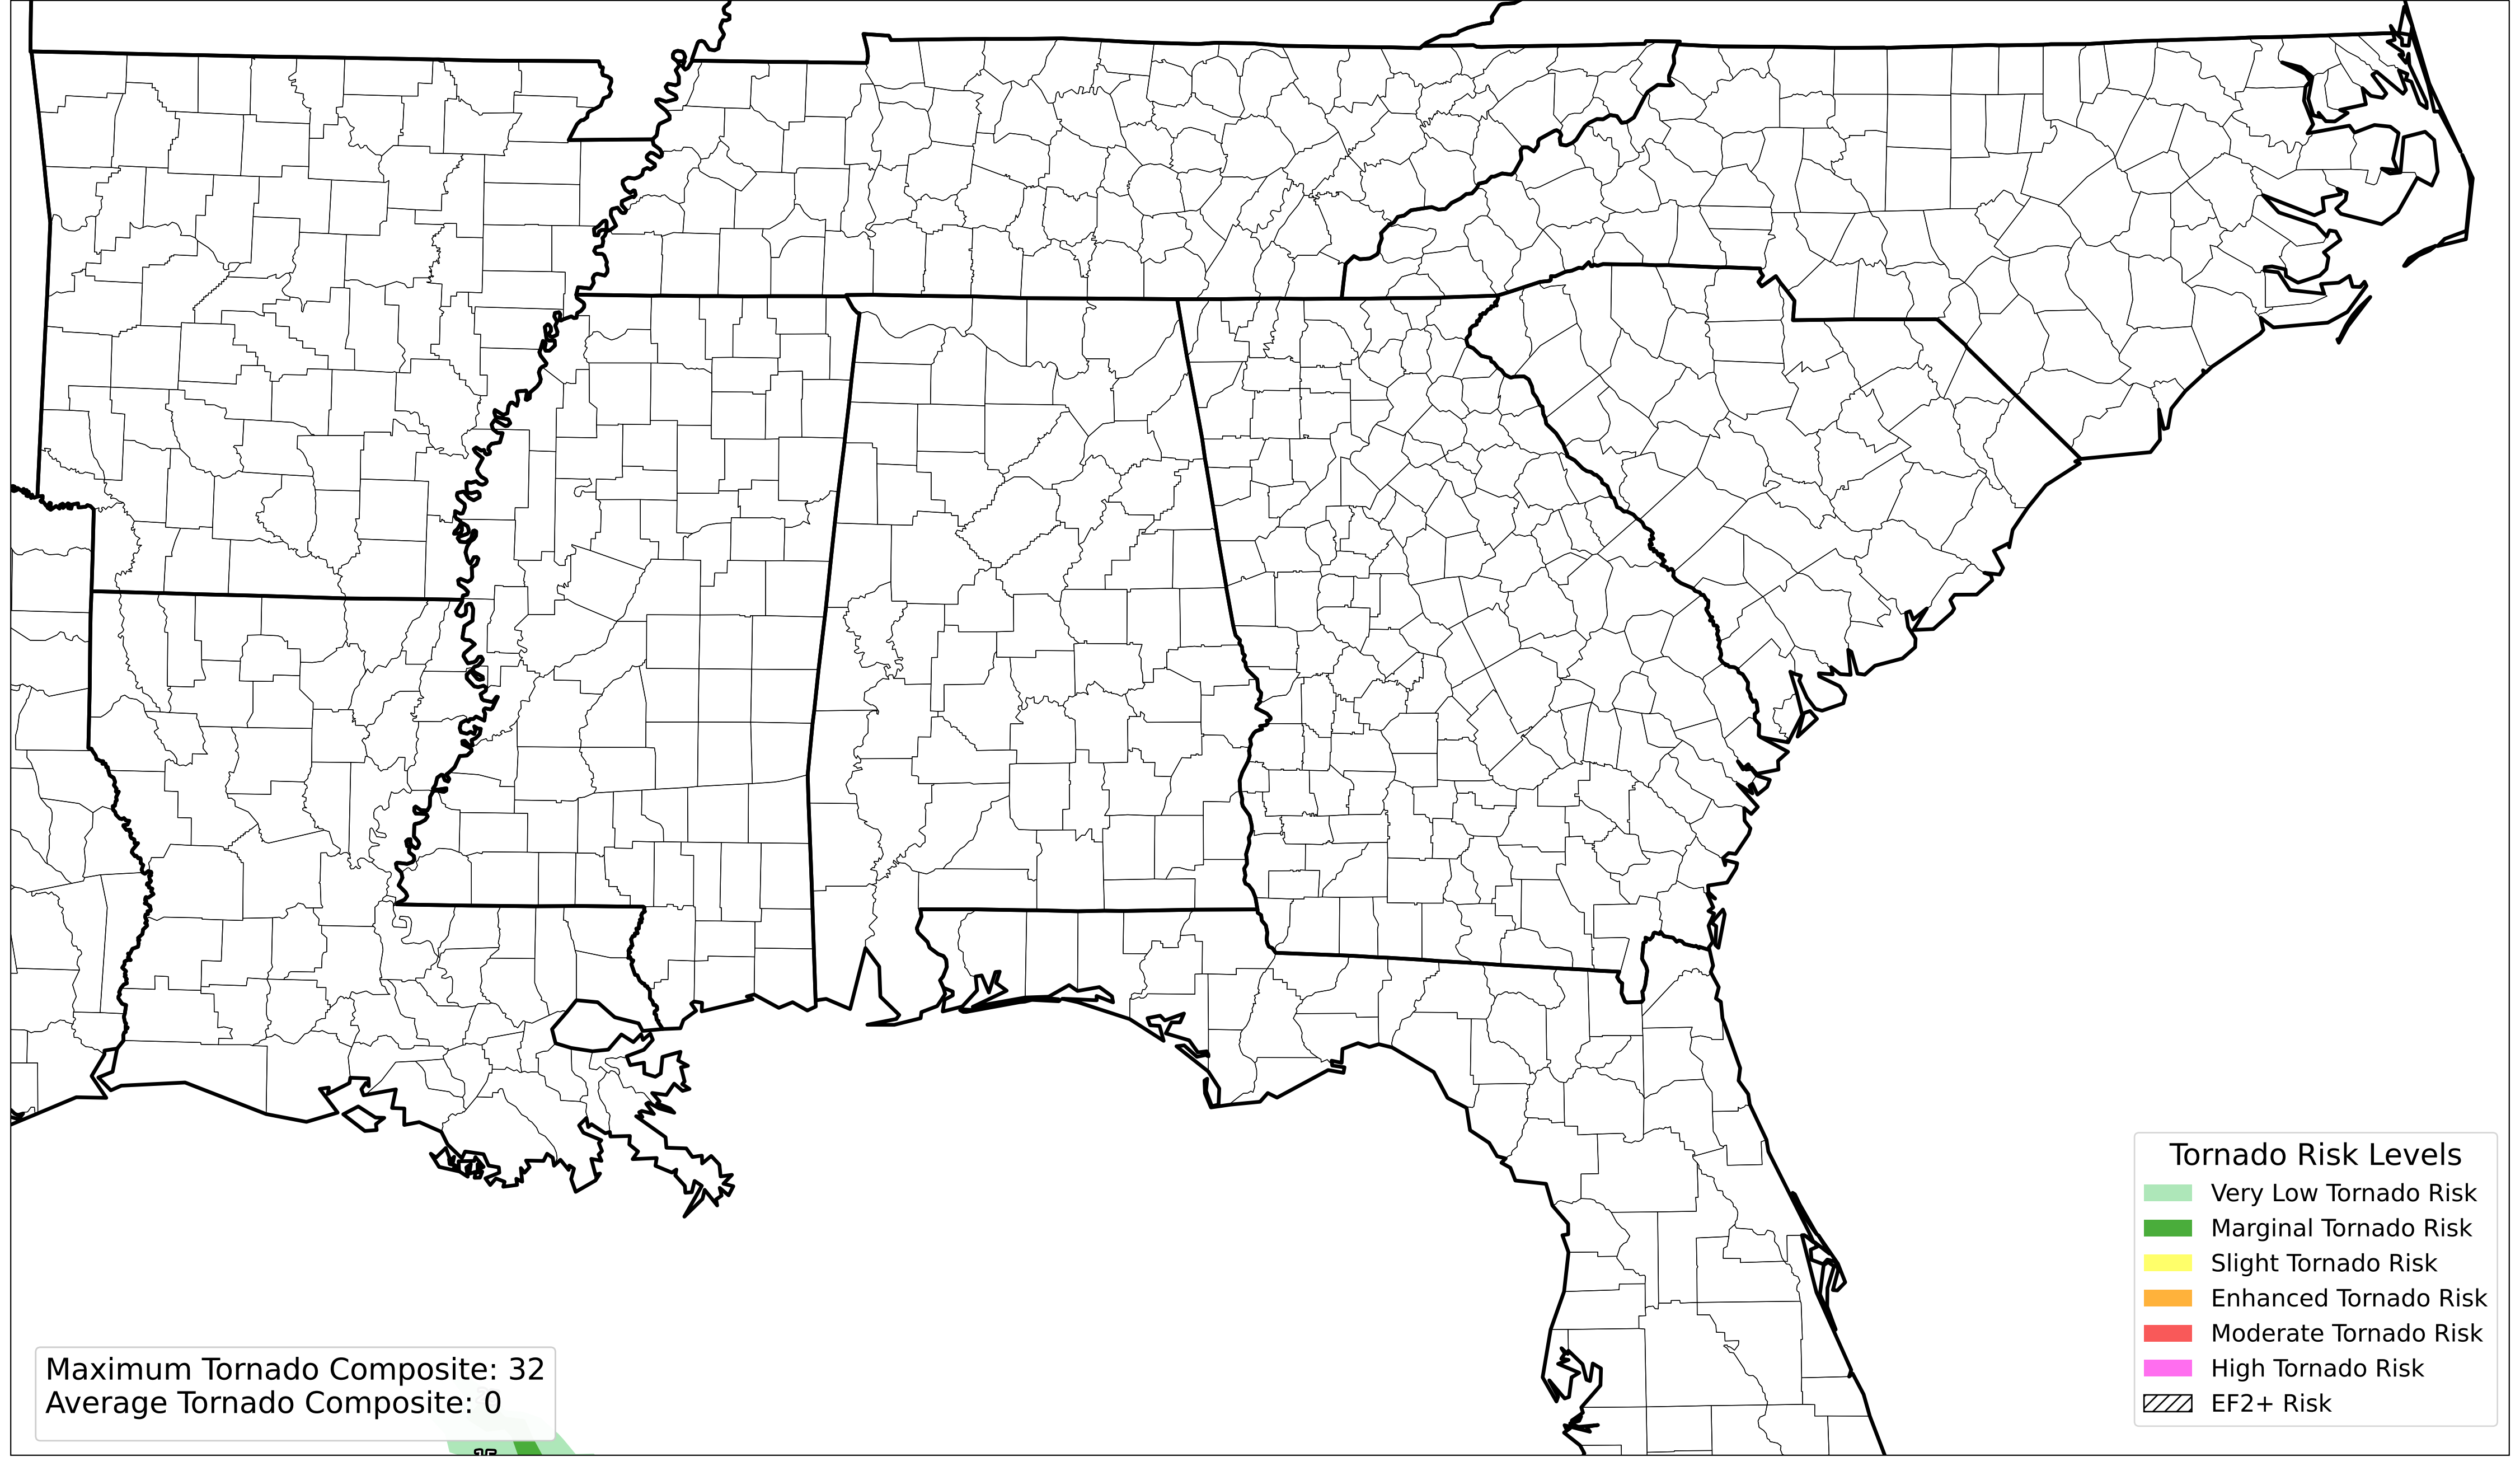 Tornado Risk Levels
Very Low Tornado Risk
Marginal Tornado Risk
Slight Tornado Risk
Enhanced Tornado Risk
Moderate Tornado Risk
High Tornado Risk
EF2+ Risk
Maximum Tornado Composite: 32
Average Tornado Composite: 0